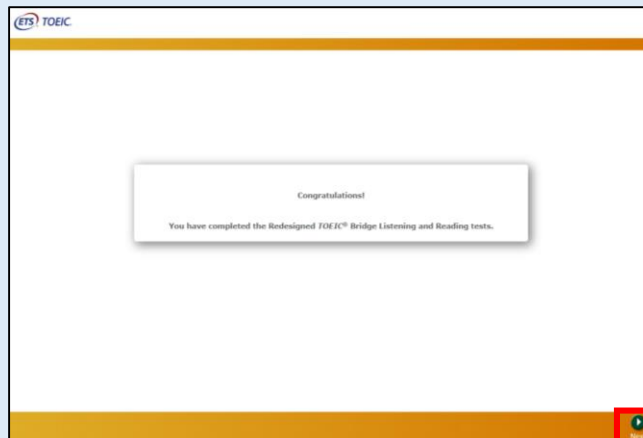 ETS TOEIC.
Congratulations!
You have completed the Redesigned TOEIC® Bridge Listening and Reading tests.